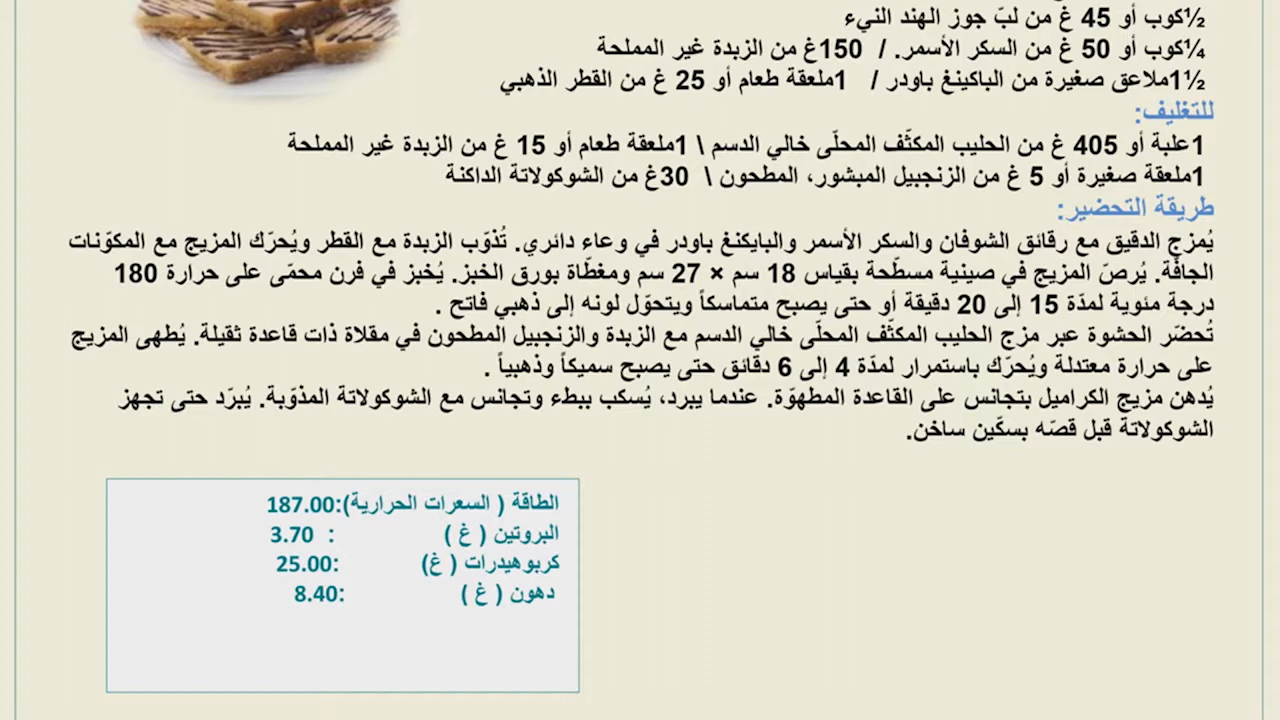 ½كوب أو 45 غ من لبّ جوز الهند النيء
¼كوب أو 50 غ من السكر الأسمر. / 150غ من الزبدة غير المملحة
1½ملاعق صغيرة من الباكينغ باودر / 1ملعقة طعام أو 25 غ من القطر الذهبي
للتغليف:
1علبة أو 405 غ من الحليب المكثّف المحلّى خالي الدسم \ 1ملعقة طعام أو 15 غ من الزبدة غير المملحة
1ملعقة صغيرة أو 5 غ من الزنجبيل المبشور، المطحون \ 30غ من الشوكولاتة الداكنة
طريقة التحضير:
يُمزج الدقيق مع رقائق الشوفان والسكر الأسمر والبايكنغ باودر في وعاء دائري. تُذوّب الزبدة مع القطر ويُحرّك المزيج مع المكوّنات
الجافّة. يُرصّ المزيج في صينية مسطّحة بقياس 18 سم × 27 سم ومغطّاة بورق الخبز. يُخبز في فرن محمّى على حرارة 180
درجة مئوية لمدّة 15 إلى 20 دقيقة أو حتى يصبح متماسكاً ويتحوّل لونه إلى ذهبي فاتح .
تُحضّر الحشوة عبر مزج الحليب المكثّف المحلّى خالي الدسم مع الزبدة والزنجبيل المطحون في مقلاة ذات قاعدة ثقيلة. يُطهى المزيج
على حرارة معتدلة ويُحرّك باستمرار لمدّة 4 إلى 6 دقائق حتى يصبح سميكاً وذهبياً .
يُدهن مزيج الكراميل بتجانس على القاعدة المطهوّة. عندما يبرد، يُسكب ببطء وتجانس مع الشوكولاتة المذوّبة. يُبرّد حتى تجهز
الشوكولاتة قبل قصّه بسكّين ساخن.
الطاقة ( السعرات الحرارية):187.00
البروتين ( غ ) : 3.70
كربوهيدرات ( غ) :25.00
دهون ( غ ) :8.40